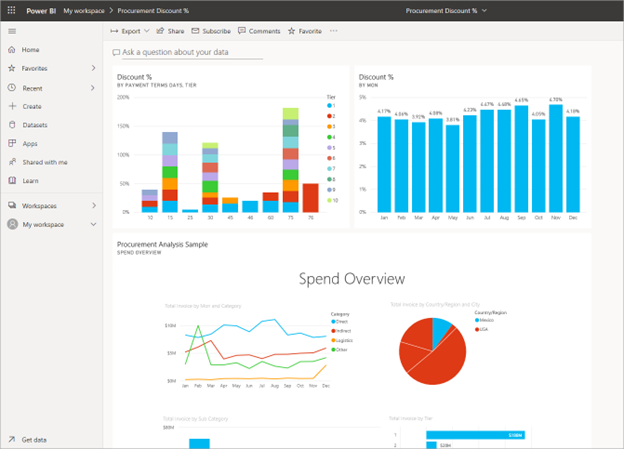 Power BI My workspace Procurement Discount % Procurement Discount %
Export Share Subscribe Comments Favorite ...
Home
Favorites
Recent
Create
Datasets
Apps
Shared with me
Learn
Workspaces
My workspace
Get data
Ask a question about your data
Discount %
BY PAYMENT TERMS DAYS, TIER
200%
150%
100%
50%
0%
10 15 25 30 45 60 75 76
Tier
1
2
3
4
5
6
7
8
9
10
Discount %
BY MON
5%
4%
3%
2%
1%
0%
4.17% 4.06% 3.92% 4.09% 3.81% 4.23% 4.47% 4.48% 4.65% 4.05% 4.70% 4.18%
Jan Feb Mar Apr May Jun Jul Aug Sep Oct Nov Dec
Procurement Analysis Sample
SPEND OVERVIEW
Spend Overview
Total Invoice by Mon and Category
$10M
$5M
$0M
Jan Feb Mar Apr May Jun Jul Aug Sep Oct Nov Dec
Category
Direct
Indirect
Logistics
Other
Total Invoice by Country/Region and City
Country/Region
Mexico
USA
Total Invoice by Sub Category
$80M
Total Invoice by Tier
1
2
$28M